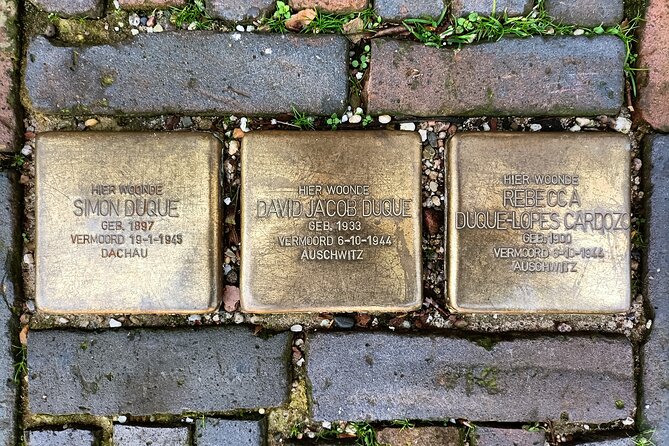 HIER WOONDE
SIMON DUQUE
GEB. 1897
VERMOORD 19-1-1945
DACHAU
HIER WOONDE
DAVID JACOB DUQUE
GEB. 1933
VERMOORD 6-10-1944
AUSCHWITZ
HIER WOONDE
REBECCA
DUQUE-LOPES CARDOZO
GEB. 1900
VERMOORD 6-10-1944
AUSCHWITZ